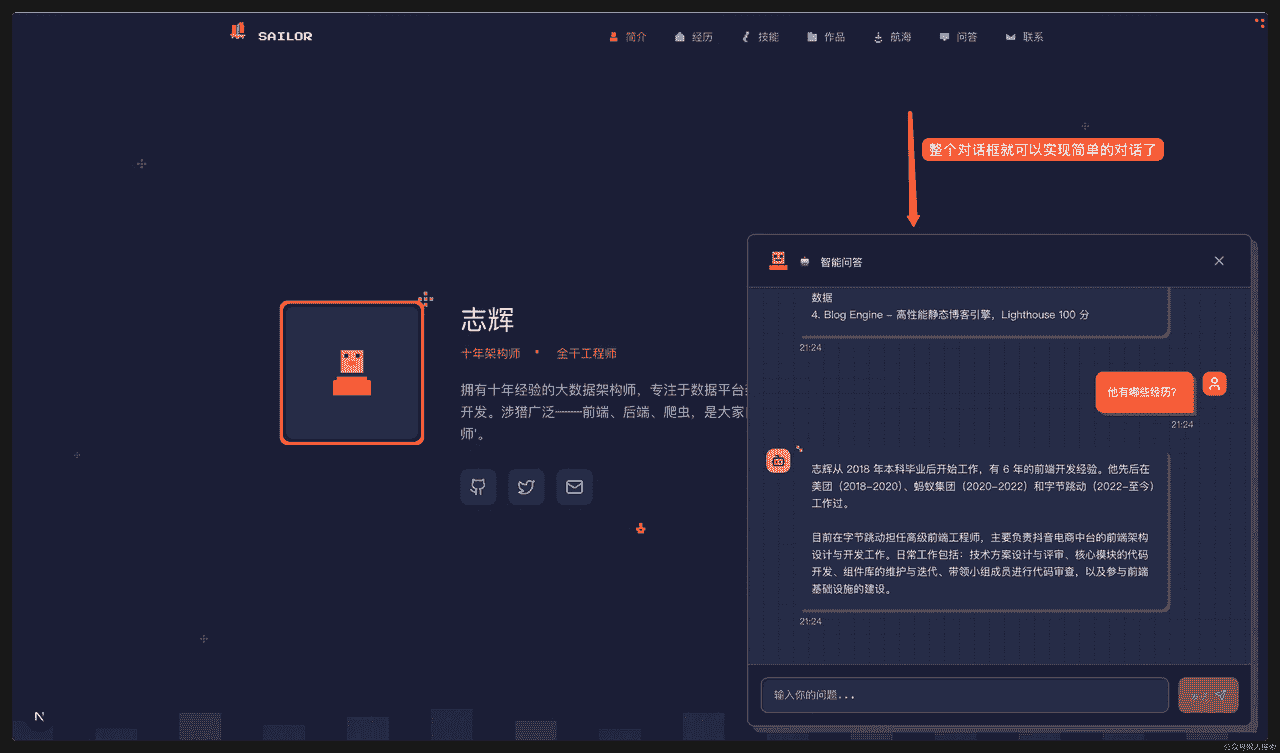 SAILOR
简介
经历
技能
作品
航海
问答
联系
整个对话框就可以实现简单的对话了
志辉
十年架构师 • 全干工程师
拥有十年经验的大数据架构师，专注于数据平台
开发。涉猎广泛——前端、后端、爬虫，是大家
师'。
智能问答
数据
4. Blog Engine - 高性能静态博客引擎，Lighthouse 100 分
21:24
他有哪些经历？
21:24
志辉从 2018 年本科毕业后开始工作，有 6 年的前端开发经验。他先后在
美团（2018-2020）、蚂蚁集团（2020-2022）和字节跳动（2022-至今）
工作过。
目前在字节跳动担任高级前端工程师，主要负责抖音电商中台的前端架构
设计与开发工作。日常工作包括：技术方案设计与评审、核心模块的代码
开发、组件库的维护与迭代、带领小组成员进行代码审查，以及参与前端
基础设施的建设。
21:24
输入你的问题...
N